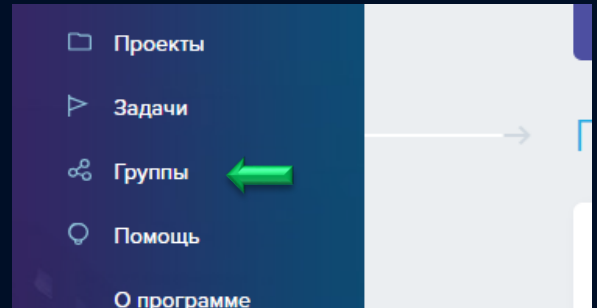 Проекты
Задачи
Группы
Помощь
О программе